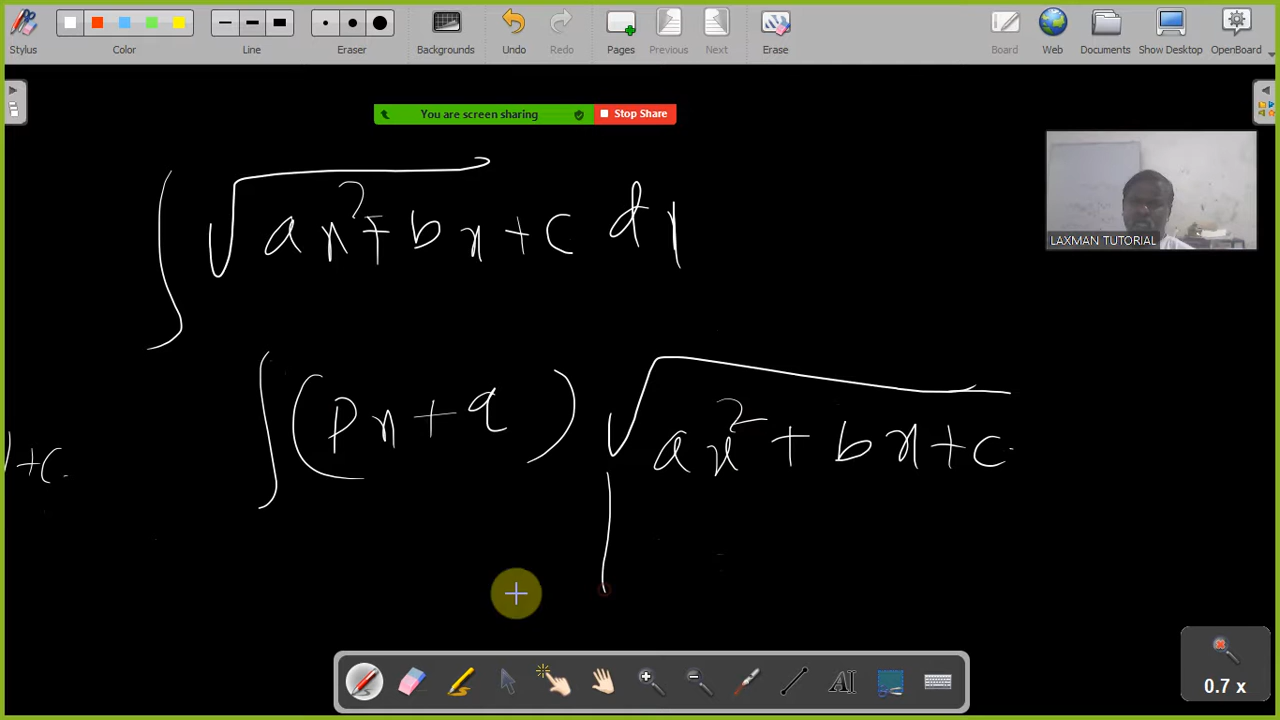 Stylus Color Line Eraser Backgrounds Undo Redo Pages Previous Next Erase Board Web Documents Show Desktop OpenBoard
You are screen sharing Stop Share
∫ √ax²+bx+c dx
LAXMAN TUTORIAL
∫ (px+q) √ax²+bx+c.
+c.
AI
0.7 x